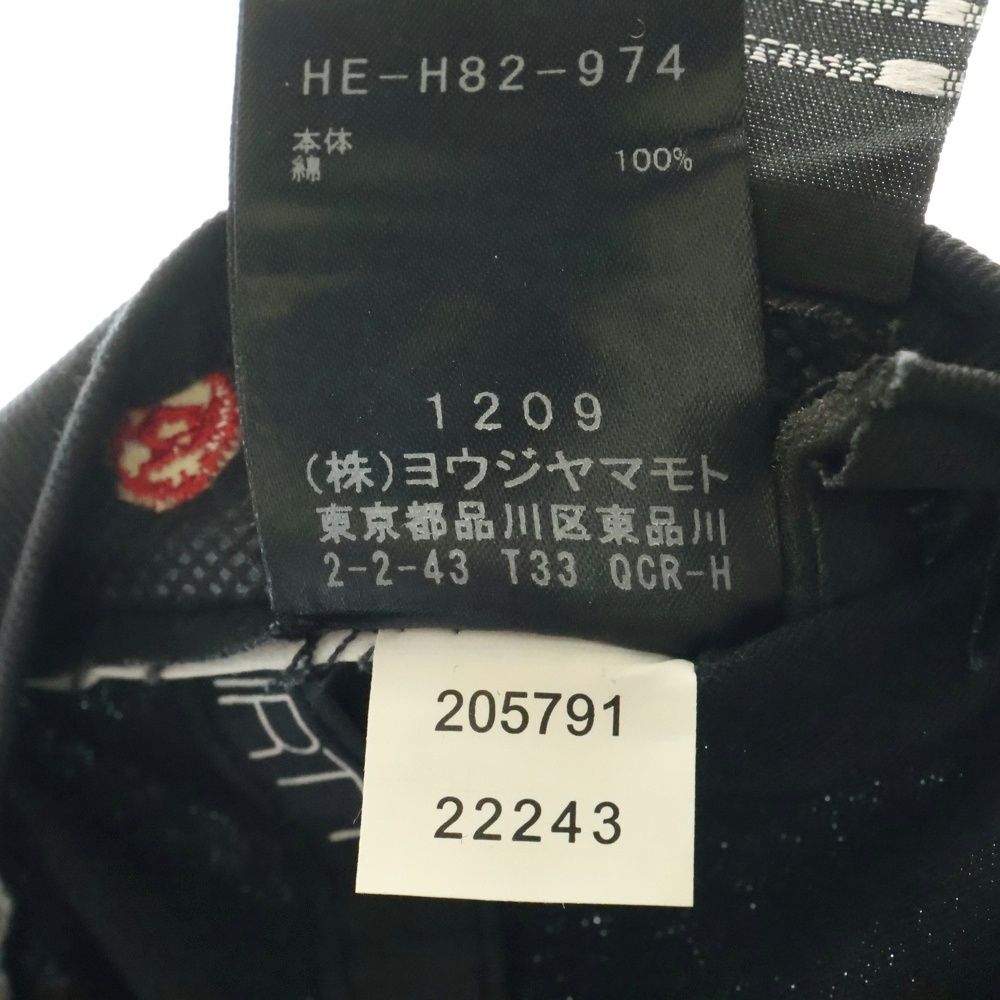 HE-H82-974
本体
綿 100%
1209
(株)ヨウジヤマモト
東京都品川区東品川
2-2-43 T33 QCR-H
205791
22243